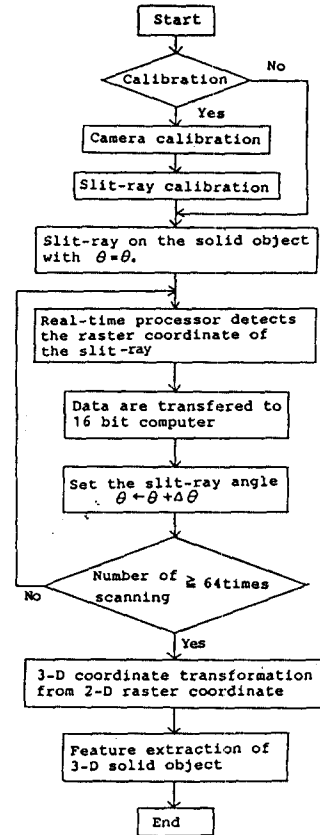 Start
Calibration
No
Yes
Camera calibration
Slit-ray calibration
Slit-ray on the solid object
with θ=θ₀
Real-time processor detects
the raster coordinate of
the slit-ray
Data are transfered to
16 bit computer
Set the slit-ray angle
θ←θ+Δθ
Number of ≧ 64times
scanning
No
Yes
3-D coordinate transformation
from 2-D raster coordinate
Feature extraction of
3-D solid object
End